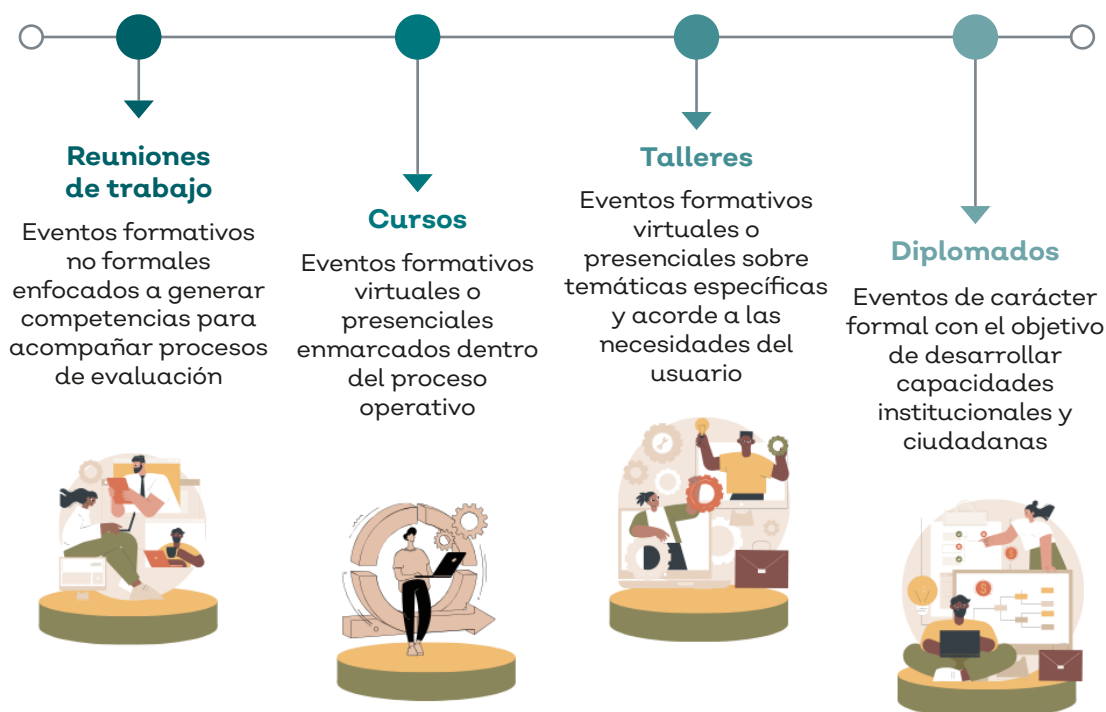 Reuniones
de trabajo
Eventos formativos
no formales
enfocados a generar
competencias para
acompañar procesos
de evaluación
Cursos
Eventos formativos
virtuales o
presenciales
enmarcados dentro
del proceso
operativo
Talleres
Eventos formativos
virtuales o
presenciales sobre
temáticas específicas
y acorde a las
necesidades del
usuario
Diplomados
Eventos de carácter
formal con el objetivo
de desarrollar
capacidades
institucionales y
ciudadanas